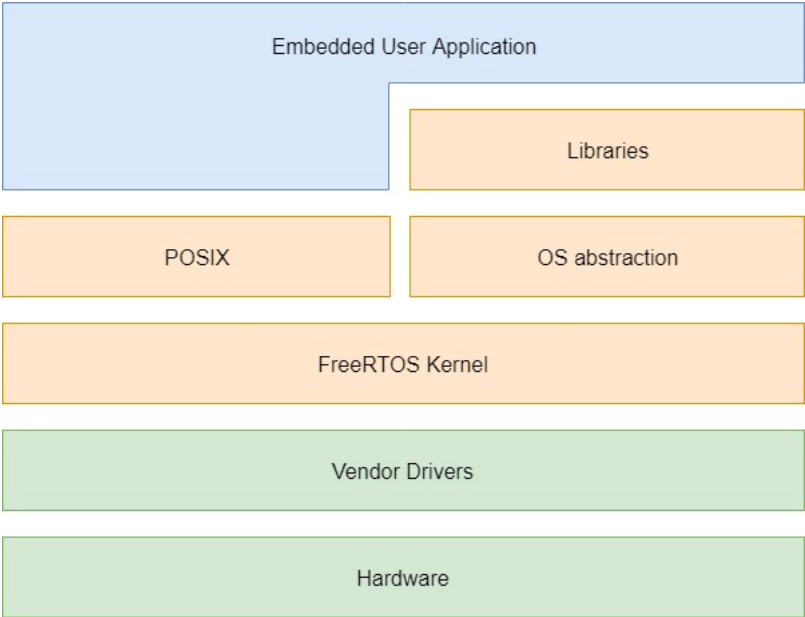 Embedded User Application
Libraries
POSIX
OS abstraction
FreeRTOS Kernel
Vendor Drivers
Hardware